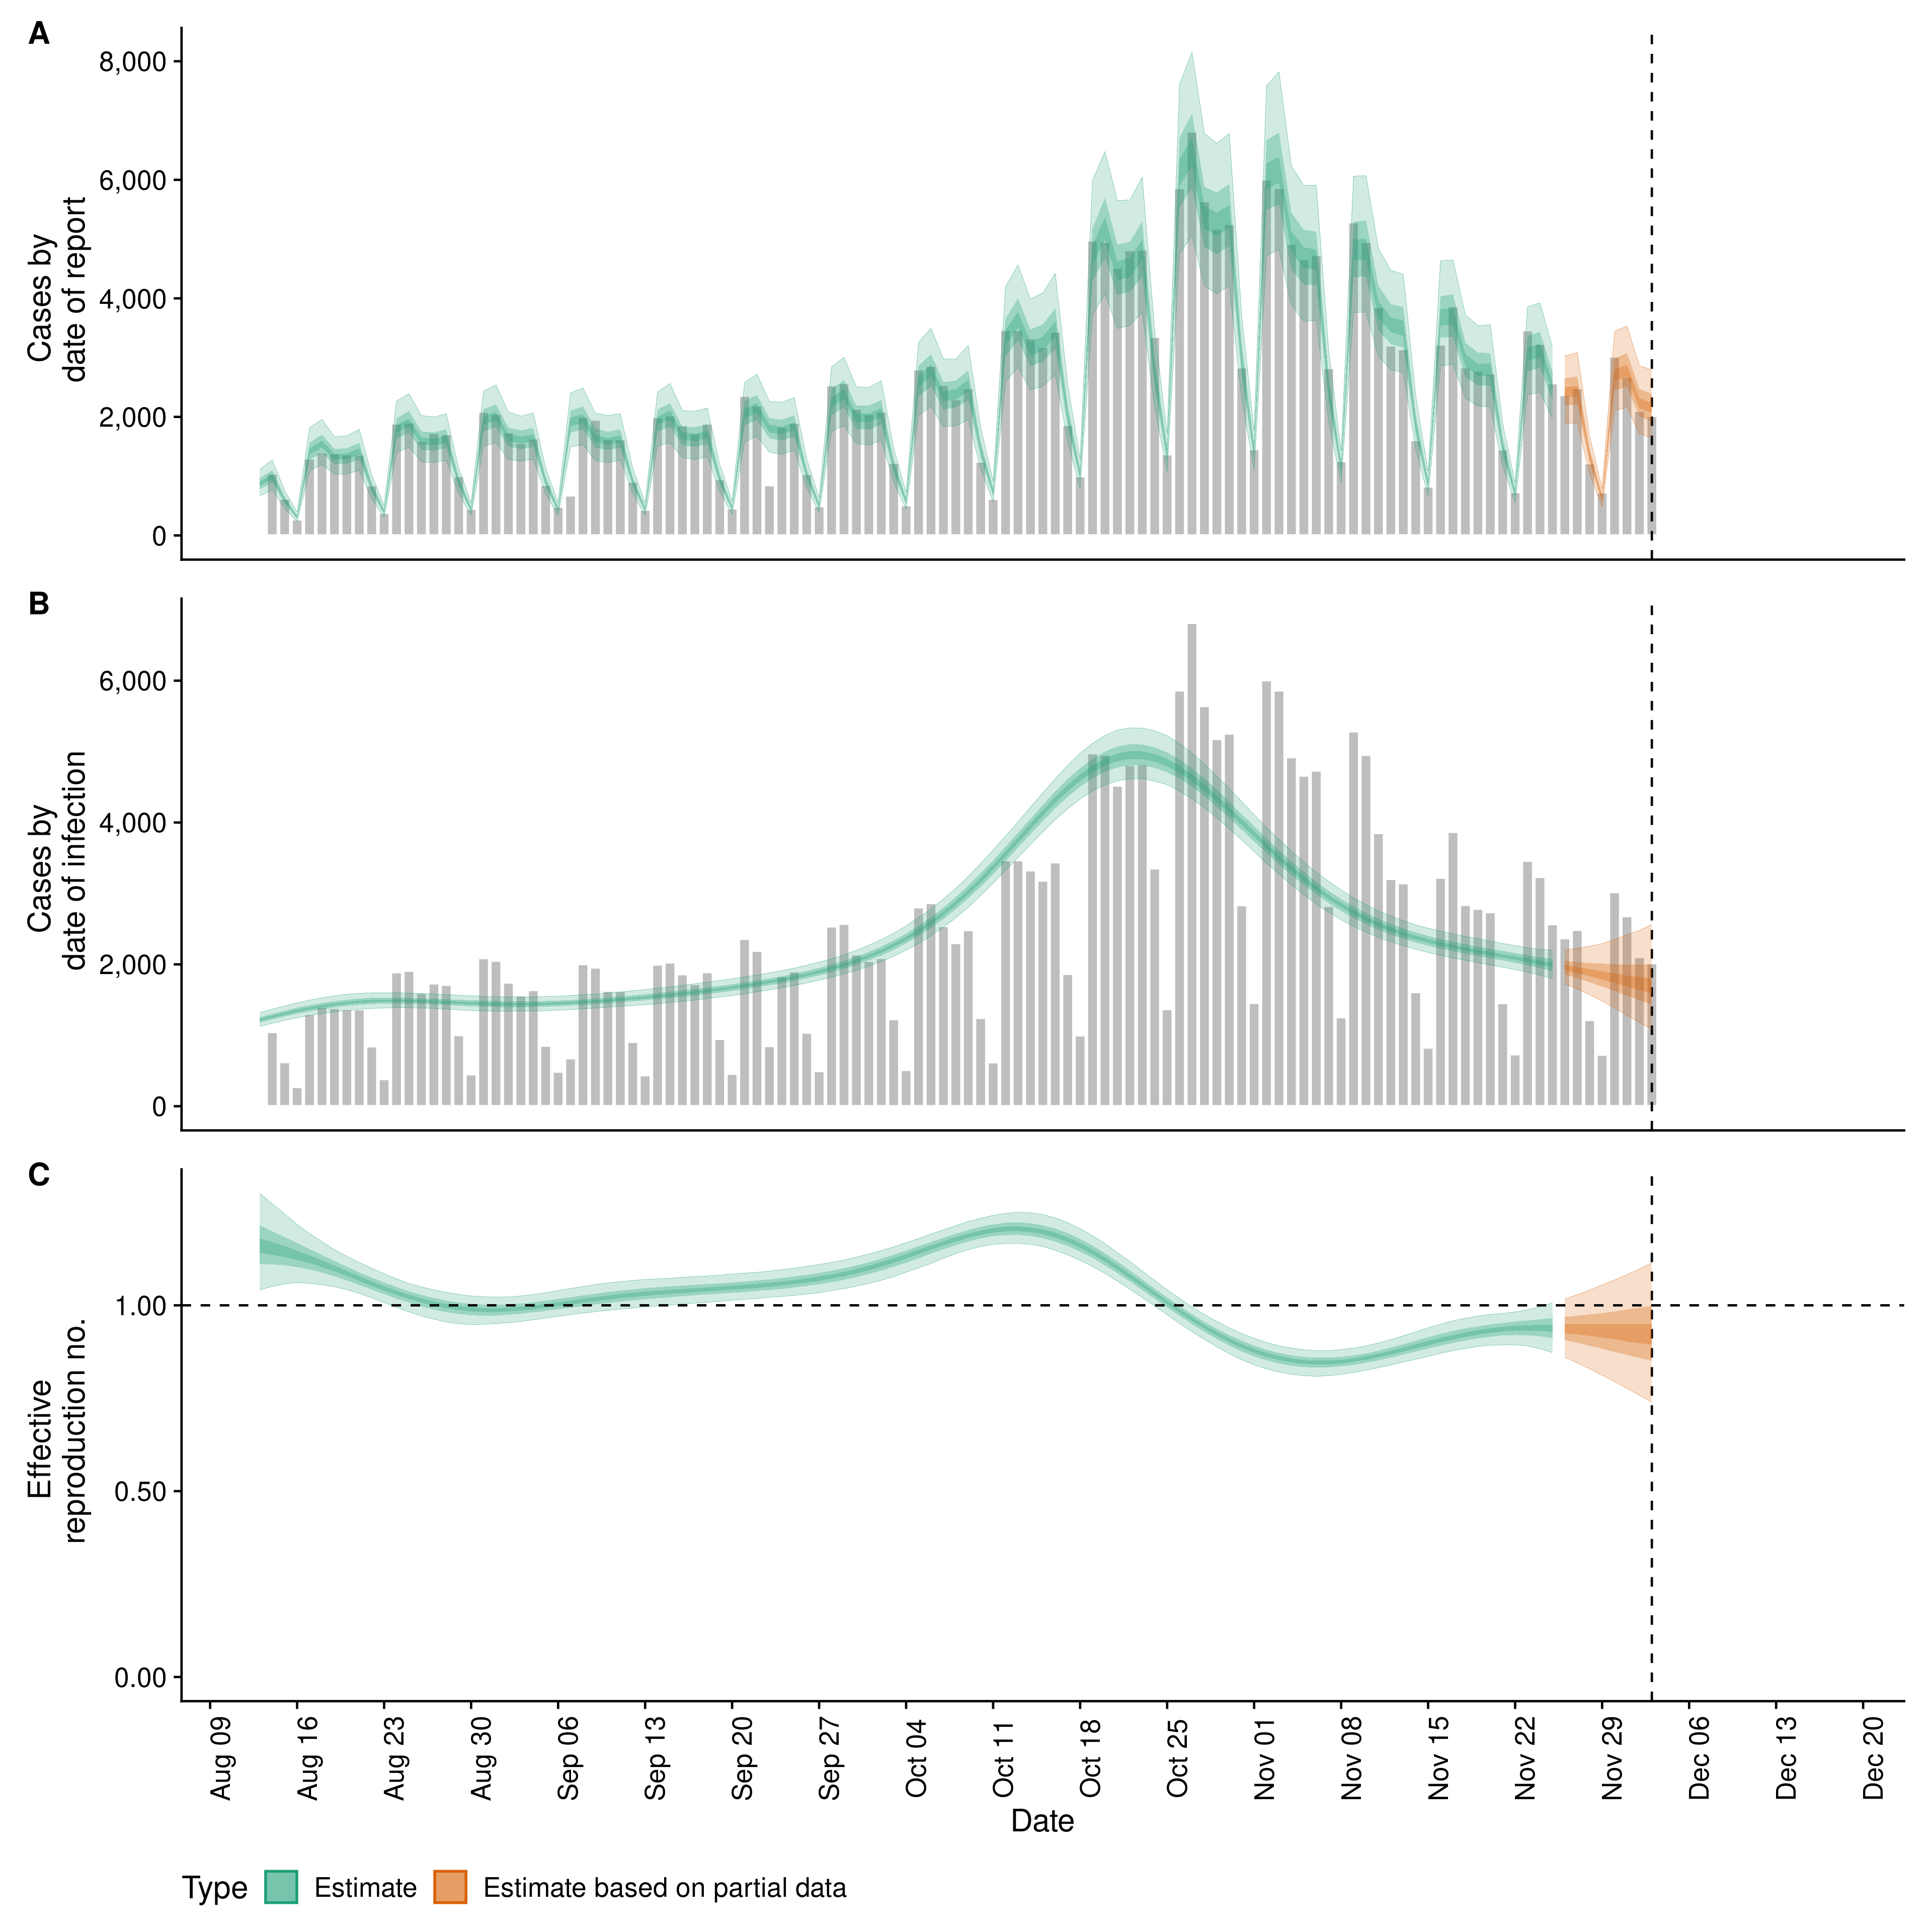 A
Cases by
date of report
8,000
6,000
4,000
2,000
0
B
Cases by
date of infection
6,000
4,000
2,000
0
C
Effective
reproduction no.
1.00
0.50
0.00
Aug 09
Aug 16
Aug 23
Aug 30
Sep 06
Sep 13
Sep 20
Sep 27
Oct 04
Oct 11
Oct 18
Oct 25
Nov 01
Nov 08
Nov 15
Nov 22
Nov 29
Dec 06
Dec 13
Dec 20
Date
Type Estimate Estimate based on partial data